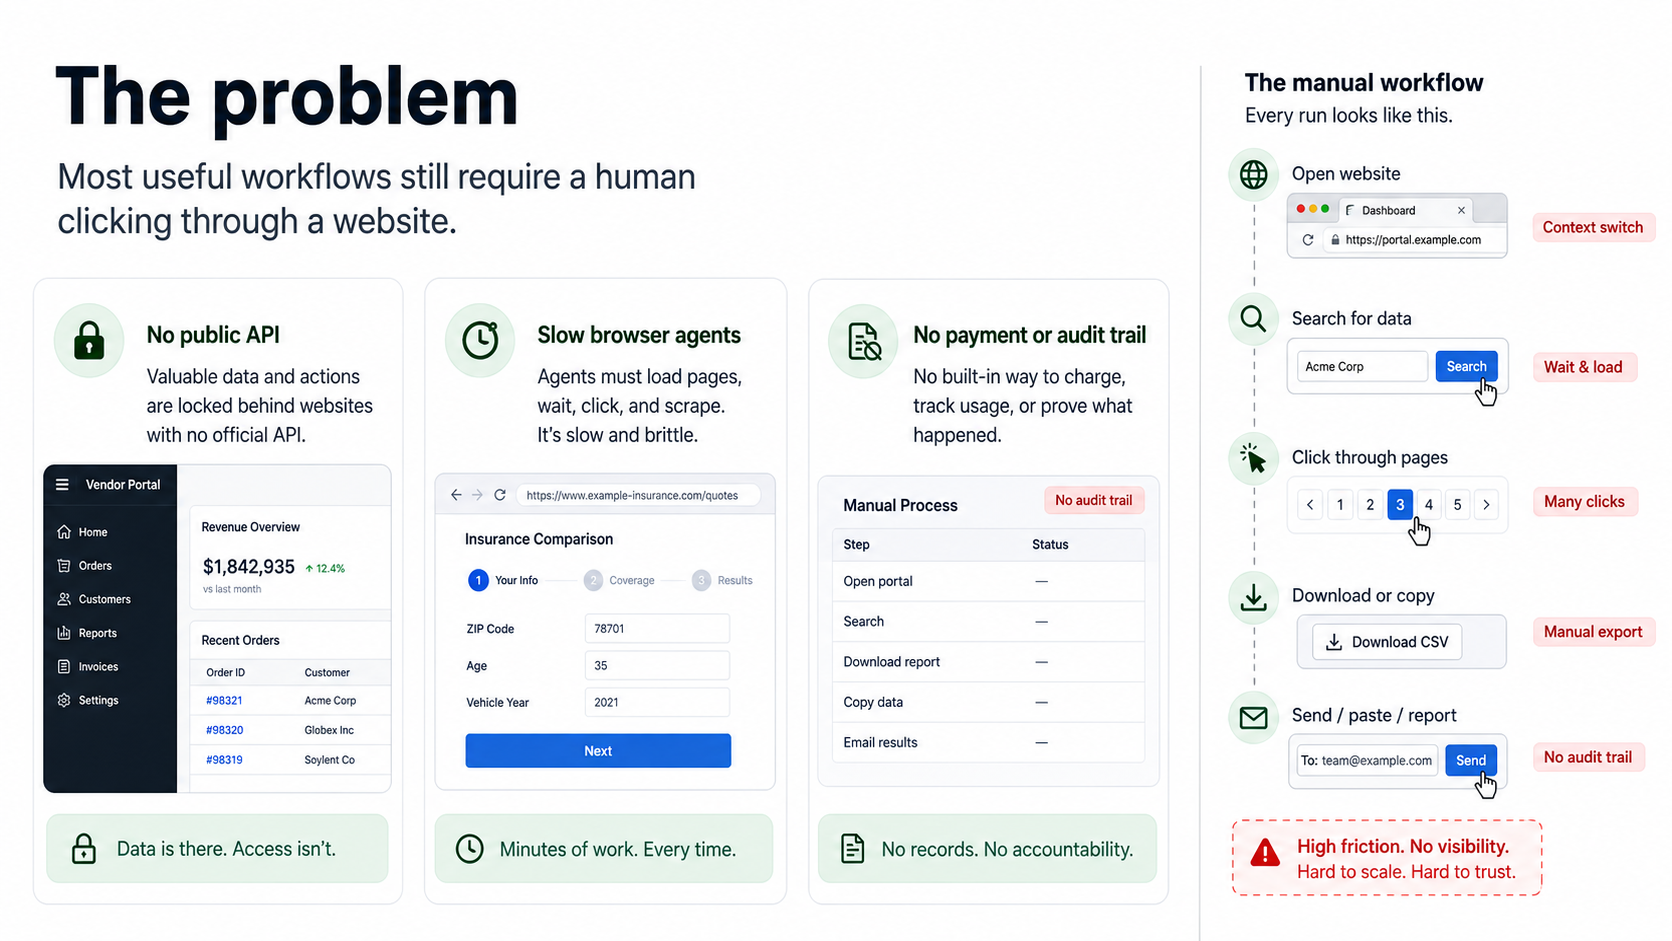 The problem
Most useful workflows still require a human
clicking through a website.
No public API
Valuable data and actions
are locked behind websites
with no official API.
Vendor Portal
Home
Orders
Customers
Reports
Invoices
Settings
Revenue Overview
$1,842,935 ↑ 12.4%
vs last month
Recent Orders
Order ID Customer
#98321 Acme Corp
#98320 Globex Inc
#98319 Soylent Co
Data is there. Access isn't.
Slow browser agents
Agents must load pages,
wait, click, and scrape.
It's slow and brittle.
https://www.example-insurance.com/quotes
Insurance Comparison
1 Your Info 2 Coverage 3 Results
ZIP Code 78701
Age 35
Vehicle Year 2021
Next
Minutes of work. Every time.
No payment or audit trail
No built-in way to charge,
track usage, or prove what
happened.
Manual Process No audit trail
Step Status
Open portal —
Search —
Download report —
Copy data —
Email results —
No records. No accountability.
The manual workflow
Every run looks like this.
Open website
Dashboard
https://portal.example.com
Context switch
Search for data
Acme Corp Search
Wait & load
Click through pages
1 2 3 4 5
Many clicks
Download or copy
Download CSV
Manual export
Send / paste / report
To: team@example.com Send
No audit trail
High friction. No visibility.
Hard to scale. Hard to trust.